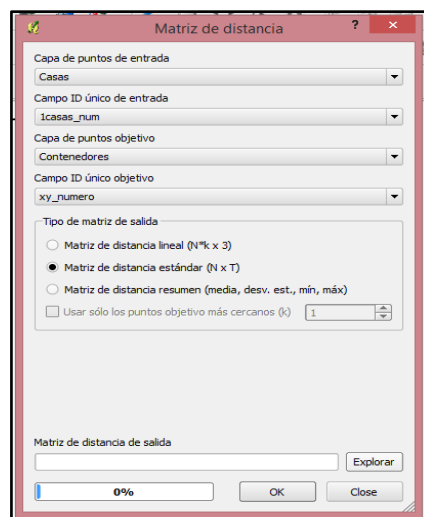 Matriz de distancia
?
Capa de puntos de entrada
Casas
Campo ID único de entrada
1casas_num
Capa de puntos objetivo
Contenedores
Campo ID único objetivo
xy_numero
Tipo de matriz de salida
Matriz de distancia lineal (N*k x 3)
Matriz de distancia estándar (N x T)
Matriz de distancia resumen (media, desv. est., mín, máx)
Usar sólo los puntos objetivo más cercanos (k) 1
Matriz de distancia de salida
Explorar
0% OK Close